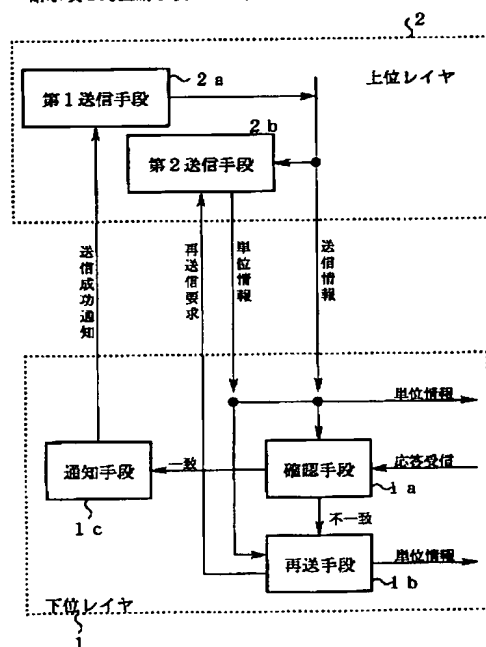 2
上位レイヤ
第1送信手段
2a
2b
第2送信手段
送信成功通知
再送信要求
単位情報
送信情報
単位情報
通知手段
1c
一致
確認手段
応答受信
1a
不一致
再送手段
単位情報
1b
下位レイヤ
1